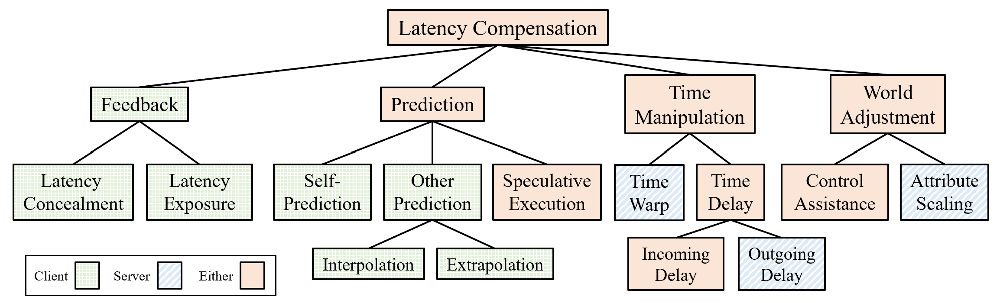 Latency Compensation
Feedback
Prediction
Time
Manipulation
World
Adjustment
Latency
Concealment
Latency
Exposure
Self-
Prediction
Other
Prediction
Speculative
Execution
Time
Warp
Time
Delay
Control
Assistance
Attribute
Scaling
Interpolation
Extrapolation
Incoming
Delay
Outgoing
Delay
Client
Server
Either